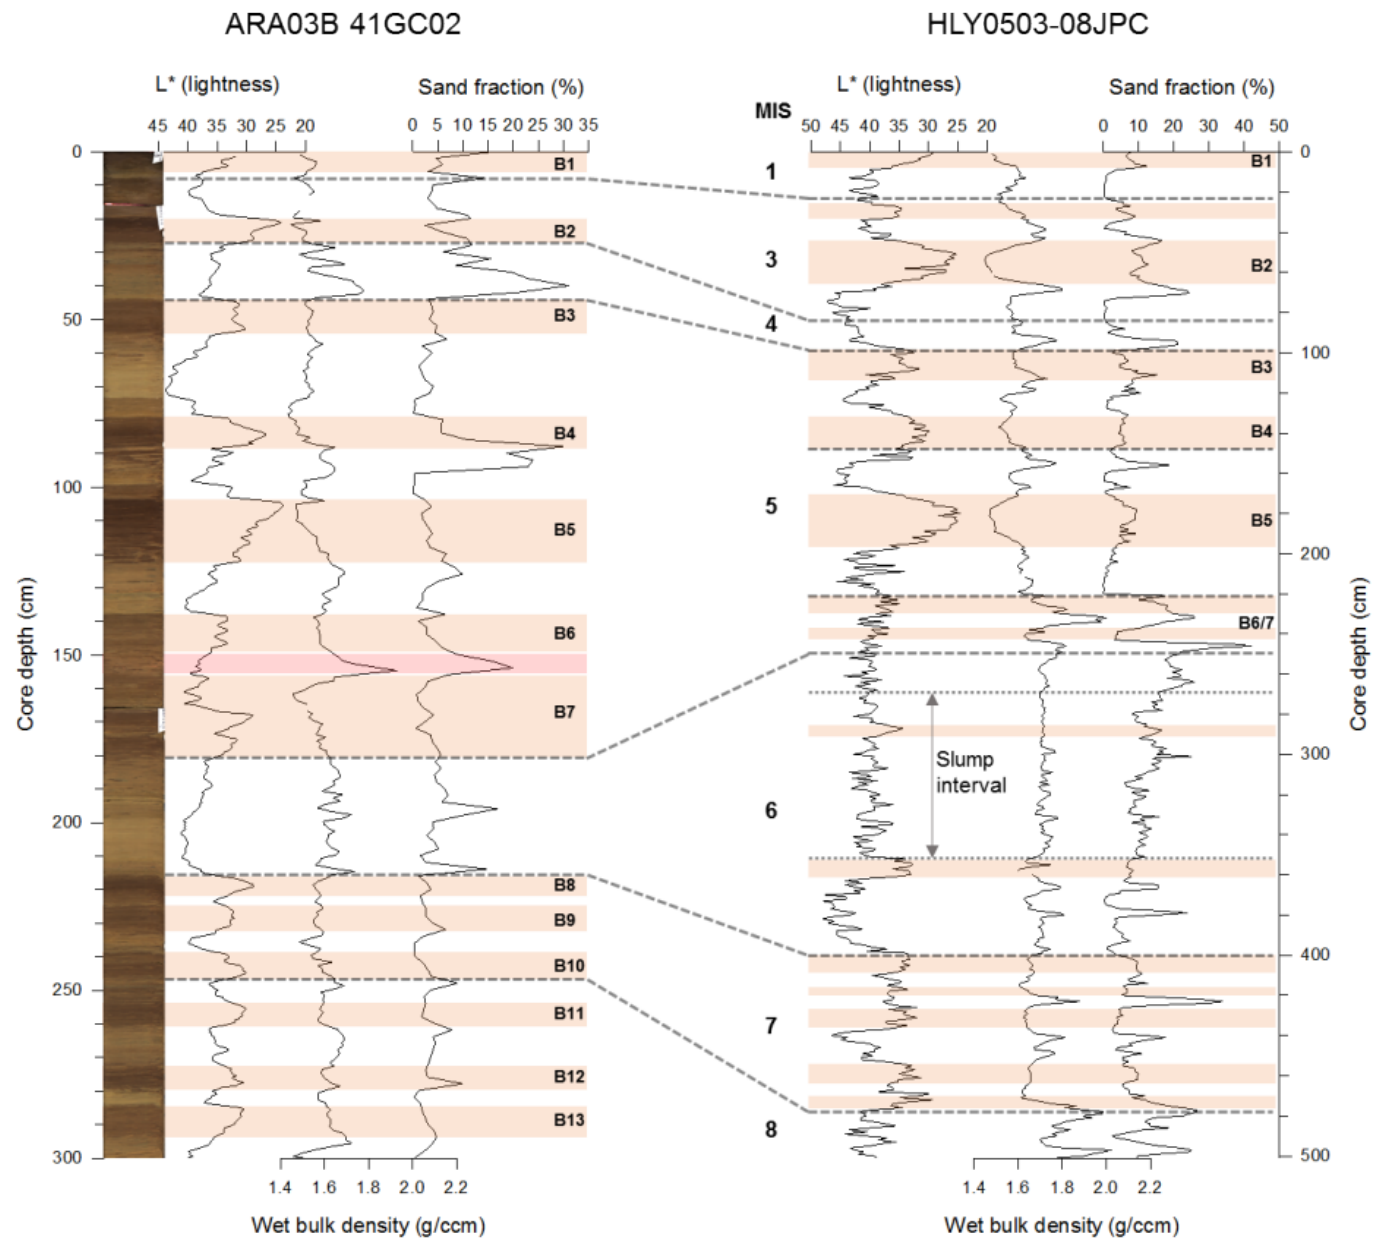 ARA03B 41GC02
HLY0503-08JPC
L* (lightness)
Sand fraction (%)
MIS
L* (lightness)
Sand fraction (%)
45 40 35 30 25 20
0 5 10 15 20 25 30 35
50 45 40 35 30 25 20
0 10 20 30 40 50
0
50
100
150
200
250
300
Core depth (cm)
B1
B2
B3
B4
B5
B6
B7
B8
B9
B10
B11
B12
B13
1
3
4
5
6
7
8
B1
B2
B3
B4
B5
B6/7
Slump
interval
0
100
200
300
400
500
Core depth (cm)
1.4 1.6 1.8 2.0 2.2
Wet bulk density (g/ccm)
1.4 1.6 1.8 2.0 2.2
Wet bulk density (g/ccm)